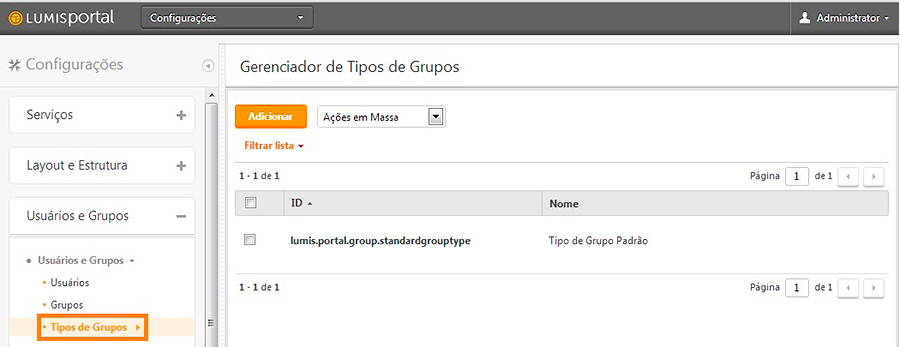 LUMISPORTAL
Configurações
Administrator
Configurações
Serviços
Layout e Estrutura
Usuários e Grupos
Usuários e Grupos
Usuários
Grupos
Tipos de Grupos
Gerenciador de Tipos de Grupos
Adicionar
Ações em Massa
Filtrar lista
1 - 1 de 1
Página 1 de 1
ID
Nome
lumis.portal.group.standardgrouptype
Tipo de Grupo Padrão
1 - 1 de 1
Página 1 de 1